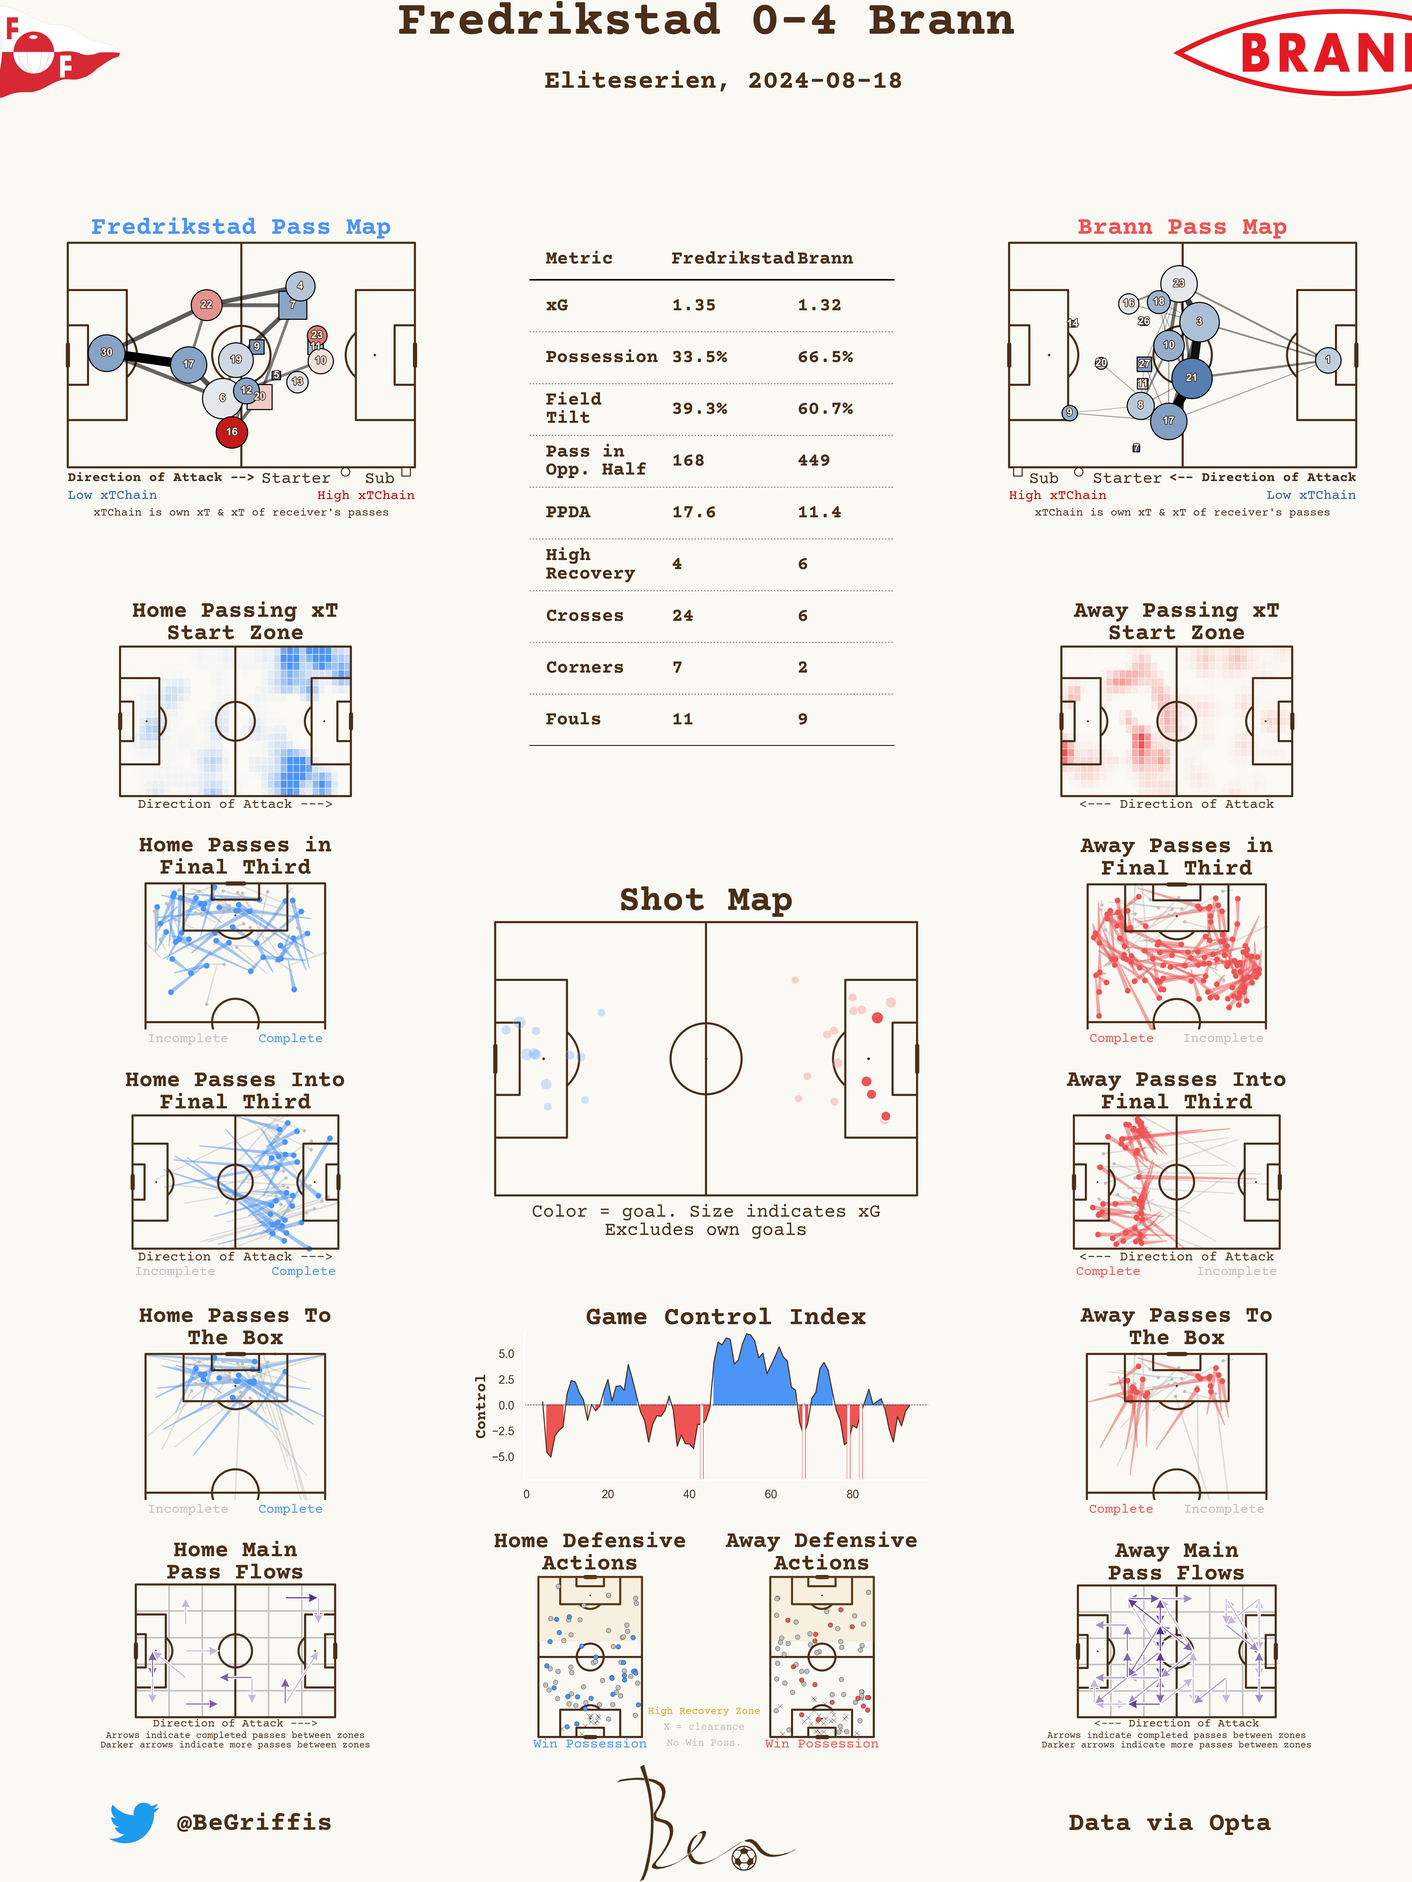 Fredrikstad 0-4 Brann
Eliteserien, 2024-08-18
F
F
BRANN
Fredrikstad Pass Map
4
22
7
23
30
9
11
19
10
17
5
13
12
6
20
16
Direction of Attack --> Starter Sub
Low xTChain High xTChain
xTChain is own xT & xT of receiver's passes
Metric Fredrikstad Brann
xG 1.35 1.32
Possession 33.5% 66.5%
Field
Tilt 39.3% 60.7%
Pass in
Opp. Half 168 449
PPDA 17.6 11.4
High
Recovery 4 6
Crosses 24 6
Corners 7 2
Fouls 11 9
Brann Pass Map
23
16
18
14
26
3
10
1
20
27
21
11
8
9
17
7
Sub Starter <-- Direction of Attack
High xTChain Low xTChain
xTChain is own xT & xT of receiver's passes
Home Passing xT
Start Zone
Direction of Attack --->
Away Passing xT
Start Zone
<--- Direction of Attack
Home Passes in
Final Third
Incomplete Complete
Away Passes in
Final Third
Complete Incomplete
Shot Map
Color = goal. Size indicates xG
Excludes own goals
Home Passes Into
Final Third
Direction of Attack --->
Incomplete Complete
Away Passes Into
Final Third
<--- Direction of Attack
Complete Incomplete
Home Passes To
The Box
Incomplete Complete
Game Control Index
Control
5.0
2.5
0.0
−2.5
−5.0
0 20 40 60 80
Away Passes To
The Box
Complete Incomplete
Home Main
Pass Flows
Direction of Attack --->
Arrows indicate completed passes between zones
Darker arrows indicate more passes between zones
Home Defensive
Actions
Win Possession
Away Defensive
Actions
Win Possession
High Recovery Zone
X = clearance
No Win Poss.
Away Main
Pass Flows
<--- Direction of Attack
Arrows indicate completed passes between zones
Darker arrows indicate more passes between zones
@BeGriffis
Ben
Data via Opta